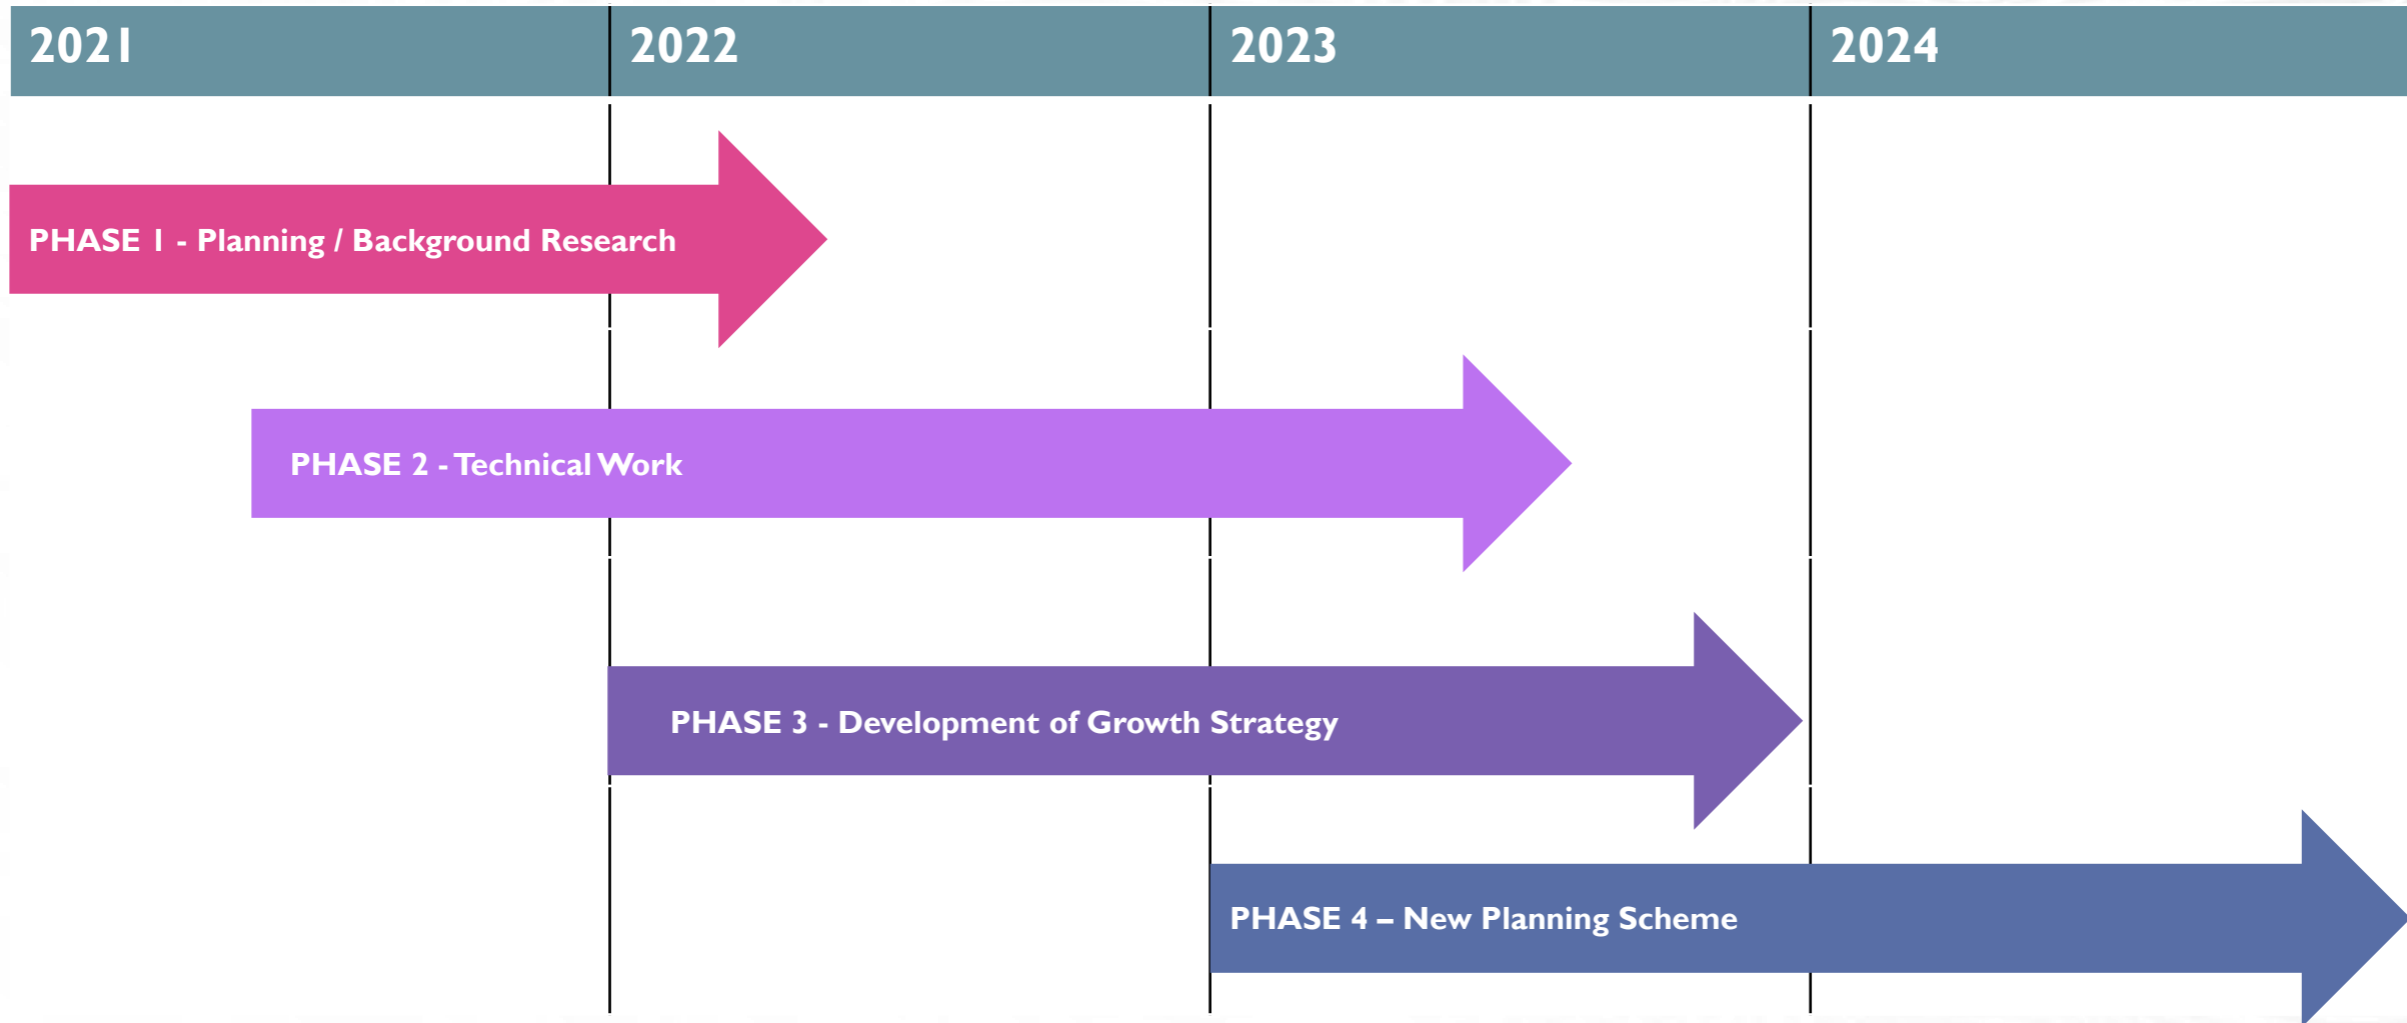 2021 2022 2023 2024
PHASE 1 - Planning / Background Research
PHASE 2 - Technical Work
PHASE 3 - Development of Growth Strategy
PHASE 4 – New Planning Scheme